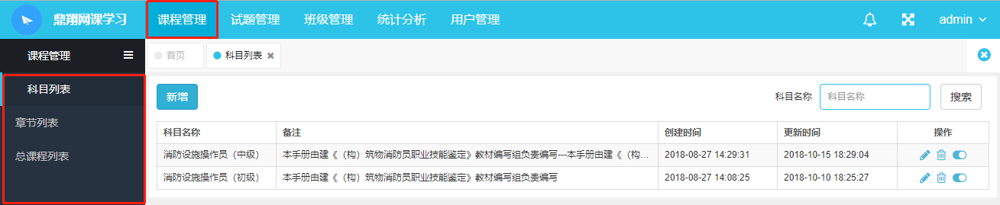 鼎翔网课学习 课程管理 试题管理 班级管理 统计分析 用户管理 admin
课程管理 首页 科目列表
科目列表
章节列表
总课程列表
新增 科目名称 科目名称 搜索
科目名称 备注 创建时间 更新时间 操作
消防设施操作员（中级） 本手册由建《（构）筑物消防员职业技能鉴定》教材编写组负责编写---本手册由建《（构... 2018-08-27 14:29:31 2018-10-15 18:29:04
消防设施操作员（初级） 本手册由建《（构）筑物消防员职业技能鉴定》教材编写组负责编写 2018-08-27 14:08:25 2018-10-10 18:25:27